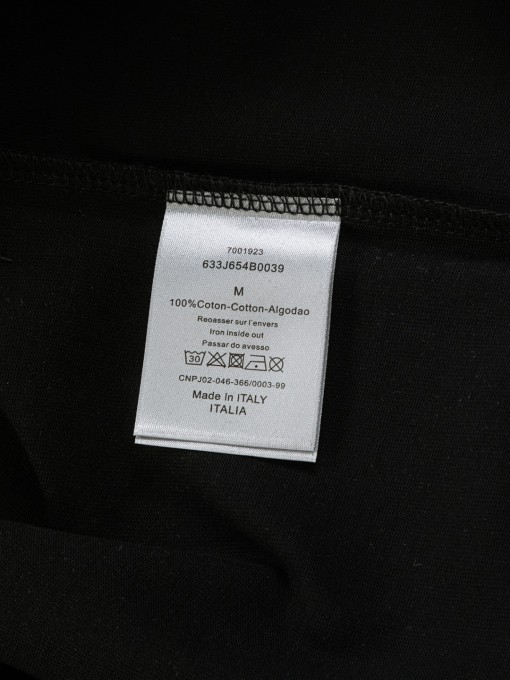 7001923
633J654B0039
M
100%Coton-Cotton-Algodao
Reoasser sur l'envers
Iron inside out
Passar do avesso
30
CNPJ02-046-366/0003-99
Made In ITALY
ITALIA